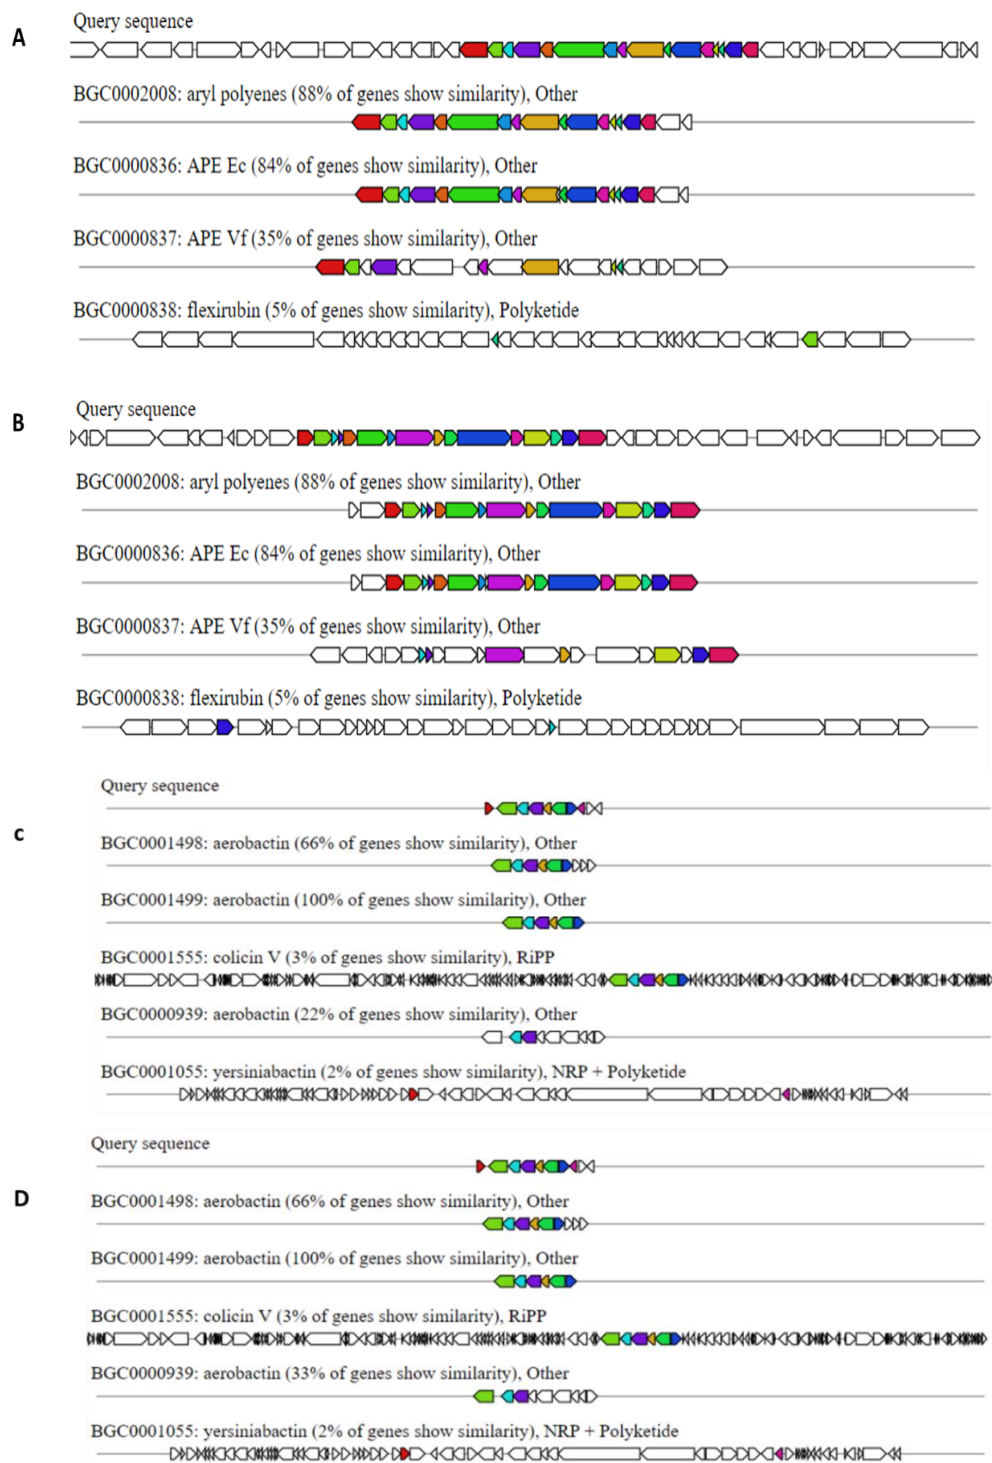 A
Query sequence
BGC0002008: aryl polyenes (88% of genes show similarity), Other
BGC0000836: APE Ec (84% of genes show similarity), Other
BGC0000837: APE Vf (35% of genes show similarity), Other
BGC0000838: flexirubin (5% of genes show similarity), Polyketide
B
Query sequence
BGC0002008: aryl polyenes (88% of genes show similarity), Other
BGC0000836: APE Ec (84% of genes show similarity), Other
BGC0000837: APE Vf (35% of genes show similarity), Other
BGC0000838: flexirubin (5% of genes show similarity), Polyketide
c
Query sequence
BGC0001498: aerobactin (66% of genes show similarity), Other
BGC0001499: aerobactin (100% of genes show similarity), Other
BGC0001555: colicin V (3% of genes show similarity), RiPP
BGC0000939: aerobactin (22% of genes show similarity), Other
BGC0001055: yersiniabactin (2% of genes show similarity), NRP + Polyketide
D
Query sequence
BGC0001498: aerobactin (66% of genes show similarity), Other
BGC0001499: aerobactin (100% of genes show similarity), Other
BGC0001555: colicin V (3% of genes show similarity), RiPP
BGC0000939: aerobactin (33% of genes show similarity), Other
BGC0001055: yersiniabactin (2% of genes show similarity), NRP + Polyketide